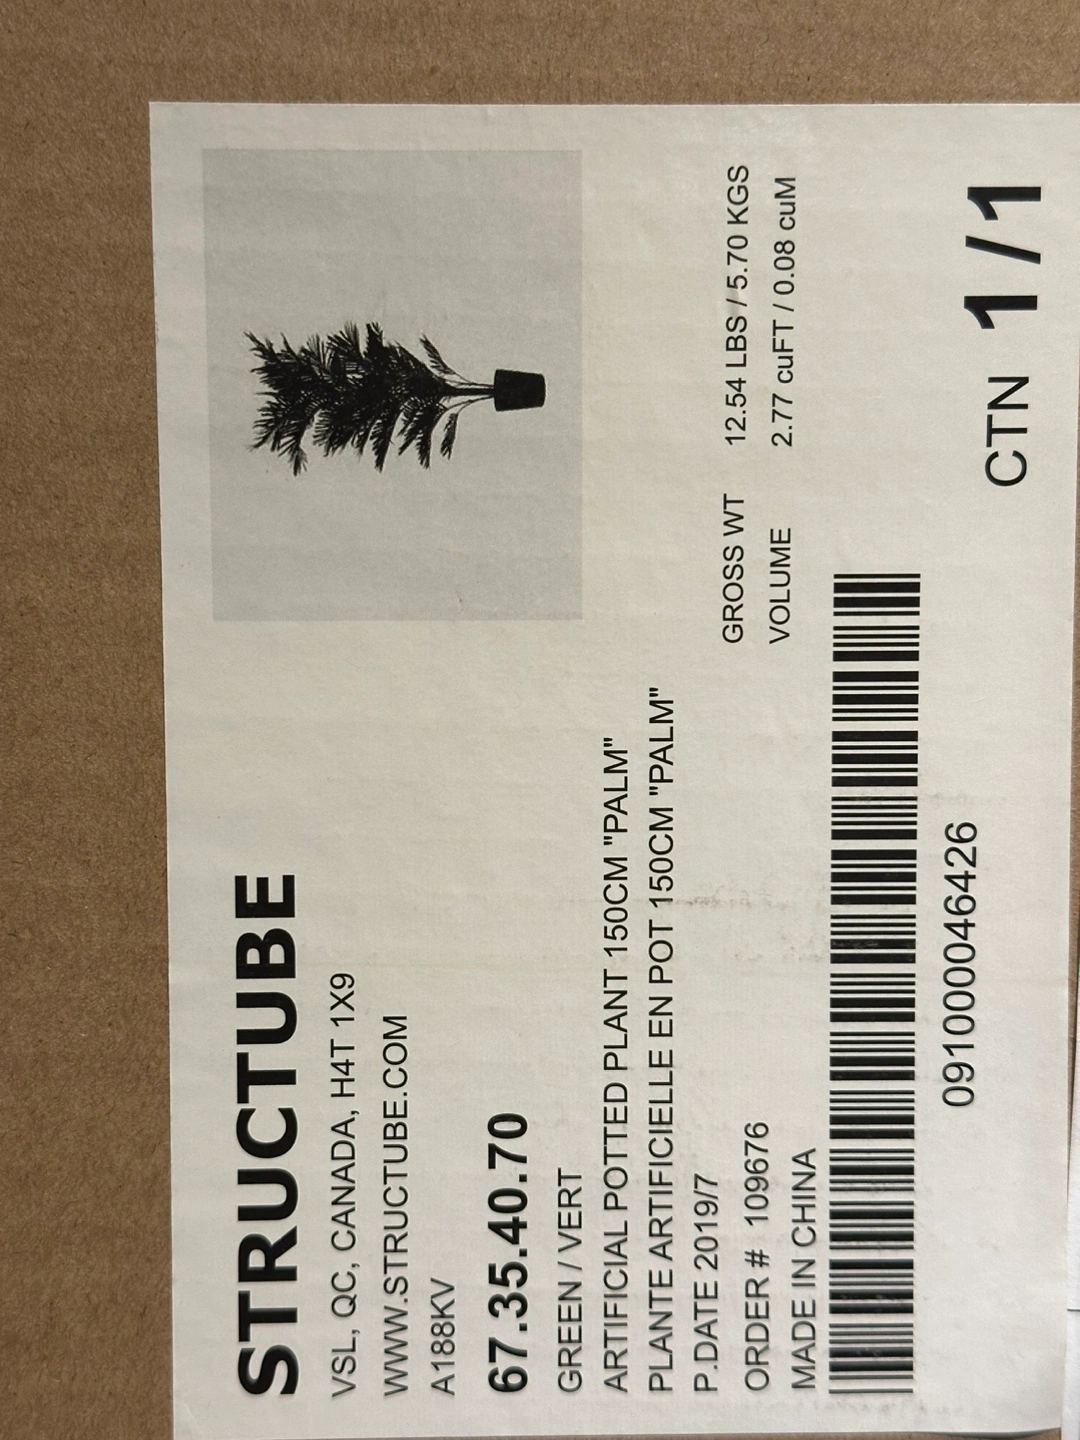 STRUCTUBE
VSL, QC, CANADA, H4T 1X9
WWW.STRUCTUBE.COM
A188KV
67.35.40.70
GREEN / VERT
ARTIFICIAL POTTED PLANT 150CM "PALM"
PLANTE ARTIFICIELLE EN POT 150CM "PALM"
P.DATE 2019/7
ORDER # 109676
MADE IN CHINA
GROSS WT 12.54 LBS / 5.70 KGS
VOLUME 2.77 cuFT / 0.08 cuM
0910000046426
CTN 1 / 1